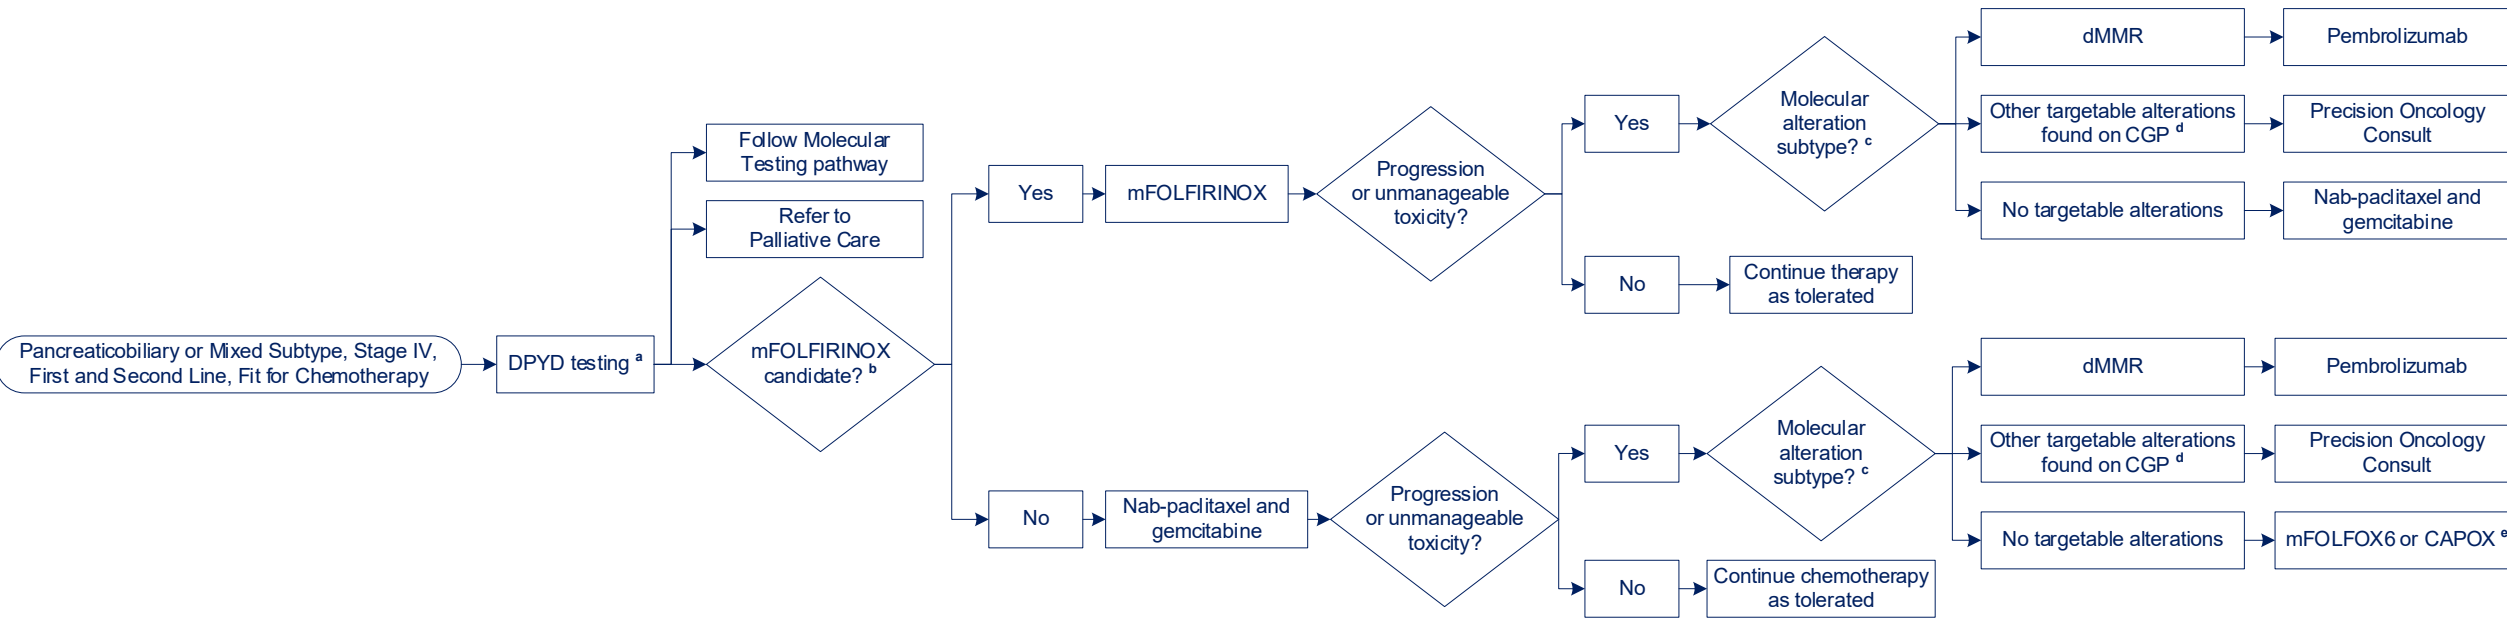 Pancreaticobiliary or Mixed Subtype, Stage IV,
First and Second Line, Fit for Chemotherapy
DPYD testing a
Follow Molecular
Testing pathway
Refer to
Palliative Care
mFOLFIRINOX
candidate? b
Yes
mFOLFIRINOX
Progression
or unmanageable
toxicity?
Yes
Molecular
alteration
subtype? c
dMMR
Pembrolizumab
Other targetable alterations
found on CGP d
Precision Oncology
Consult
No targetable alterations
Nab-paclitaxel and
gemcitabine
No
Continue therapy
as tolerated
No
Nab-paclitaxel and
gemcitabine
Progression
or unmanageable
toxicity?
Yes
Molecular
alteration
subtype? c
dMMR
Pembrolizumab
Other targetable alterations
found on CGP d
Precision Oncology
Consult
No targetable alterations
mFOLFOX6 or CAPOX e
No
Continue chemotherapy
as tolerated